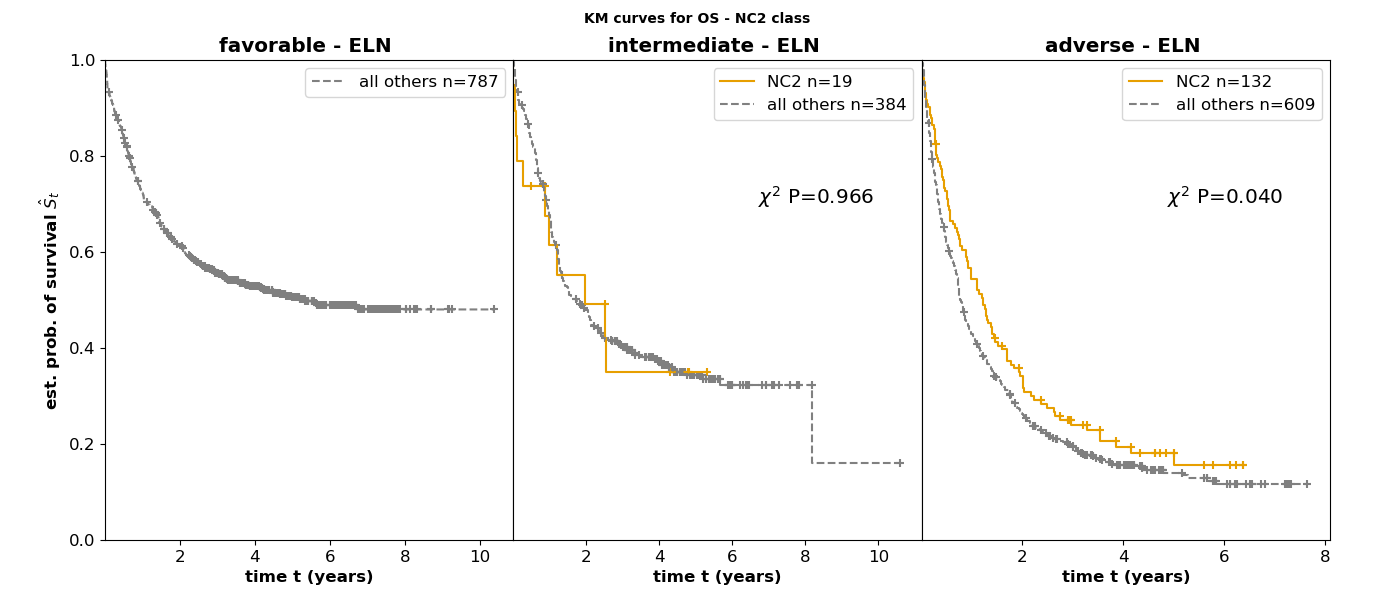 KM curves for OS - NC2 class
favorable - ELN
intermediate - ELN
adverse - ELN
est. prob. of survival Ŝt
1.0
0.8
0.6
0.4
0.2
0.0
all others n=787
NC2 n=19
all others n=384
χ² P=0.966
NC2 n=132
all others n=609
χ² P=0.040
2 4 6 8 10
2 4 6 8 10
2 4 6 8
time t (years)
time t (years)
time t (years)